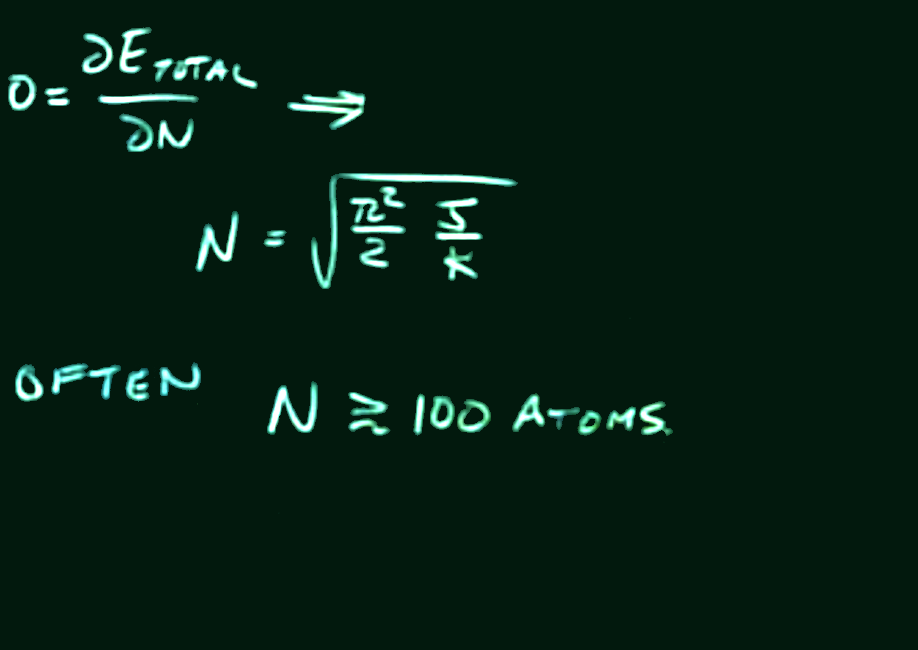 0 = ∂E_TOTAL / ∂N ⇒
N = √(π²/2 J/K)
OFTEN N ≳ 100 ATOMS.